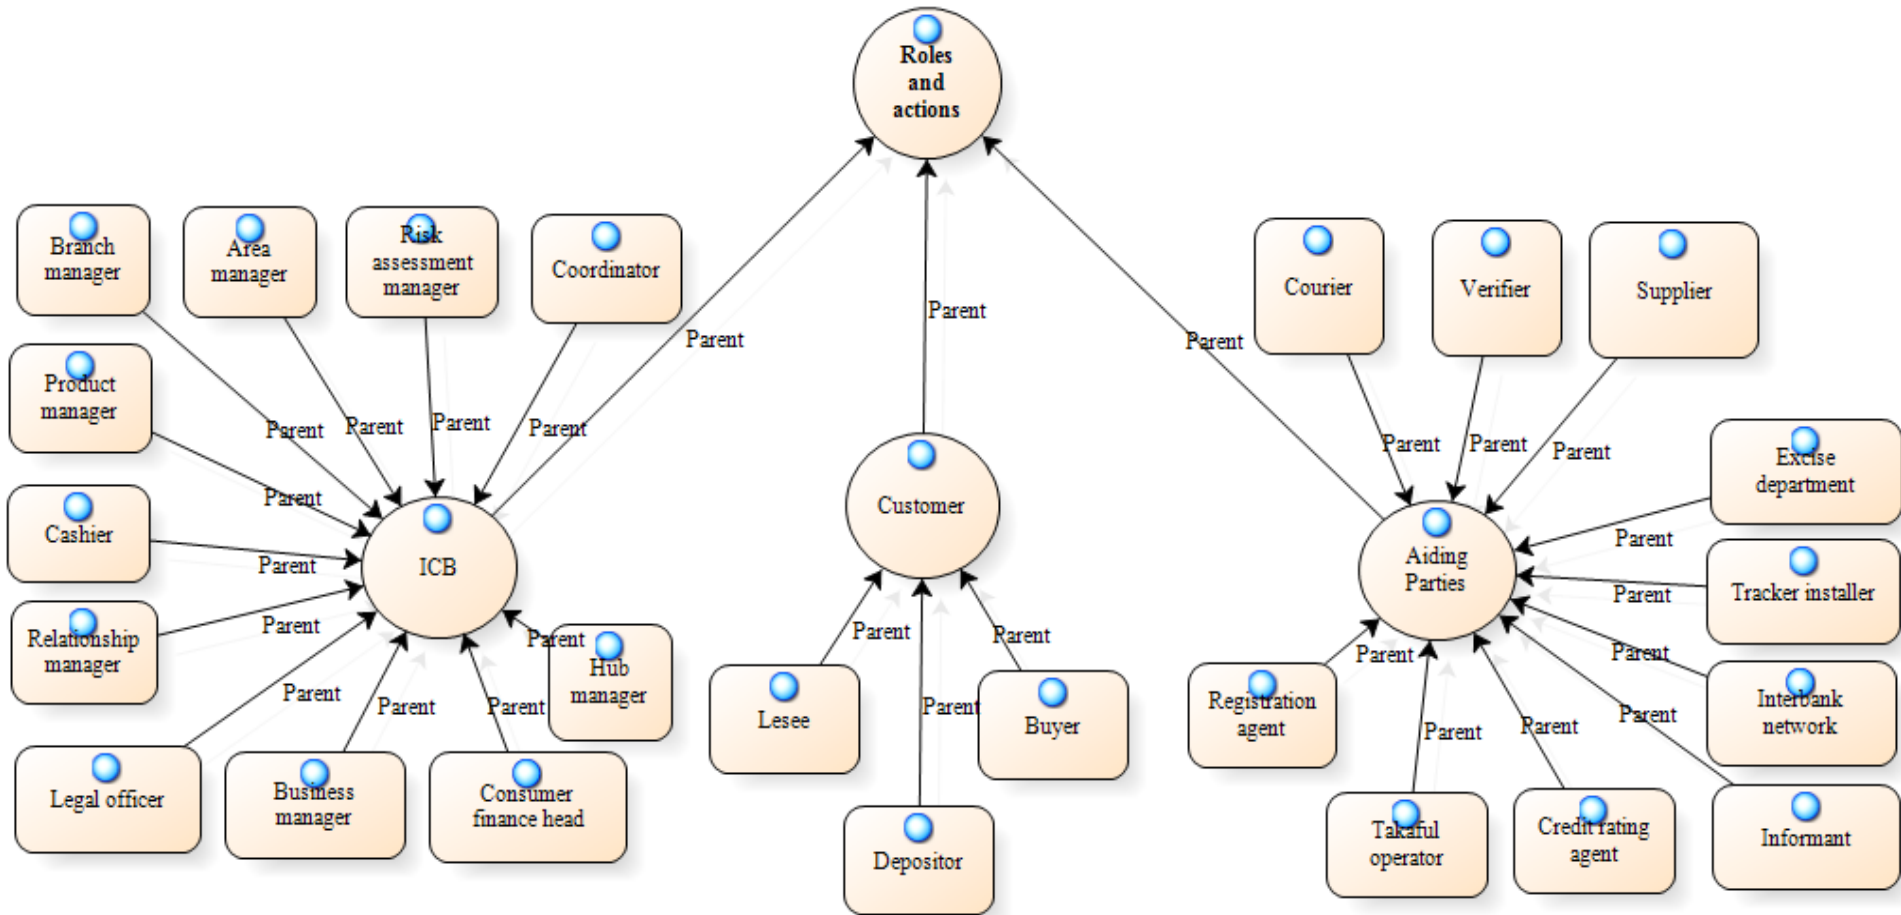 Roles
and
actions
Branch
manager
Area
manager
Risk
assessment
manager
Coordinator
Courier
Verifier
Supplier
Parent
Parent
Parent
Product
manager
Parent
Parent
Parent
Parent
Parent
Parent
Parent
Excise
department
Parent
Cashier
Parent
ICB
Customer
Aiding
Parties
Parent
Tracker installer
Parent
Relationship
manager
Parent
Parent
Hub
manager
Parent
Parent
Parent
Parent
Interbank
network
Registration
agent
Legal officer
Parent
Parent
Parent
Lesee
Parent
Buyer
Parent
Parent
Parent
Business
manager
Consumer
finance head
Depositor
Takaful
operator
Credit rating
agent
Informant